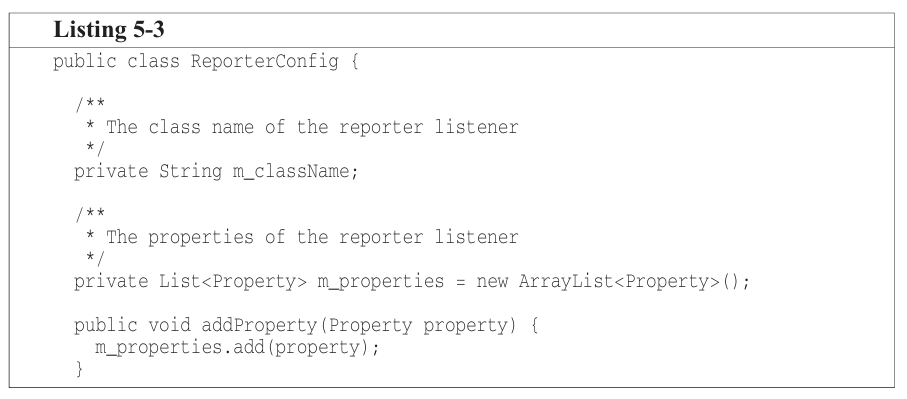 Listing 5-3
public class ReporterConfig {
/**
* The class name of the reporter listener
*/
private String m_className;
/**
* The properties of the reporter listener
*/
private List<Property> m_properties = new ArrayList<Property>();
public void addProperty(Property property) {
m_properties.add(property);
}